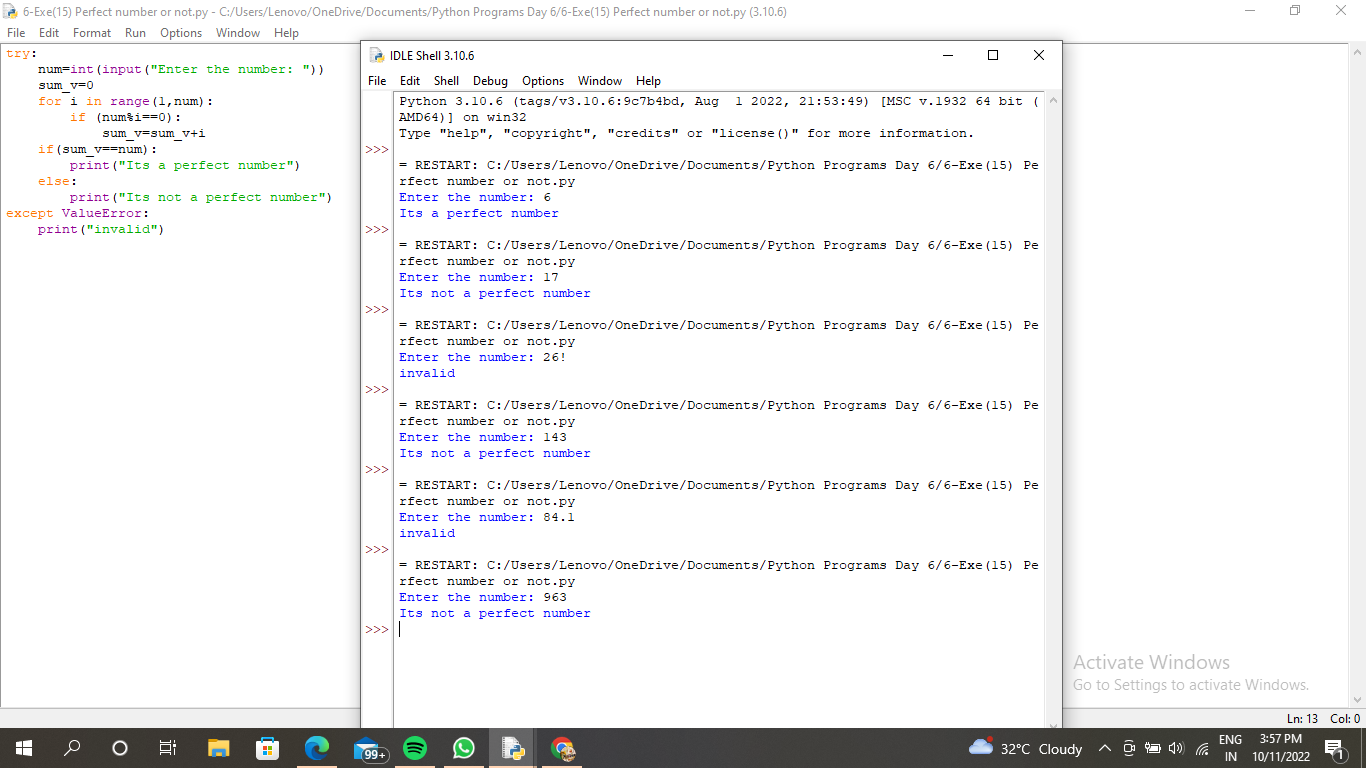 6-Exe(15) Perfect number or not.py - C:/Users/Lenovo/OneDrive/Documents/Python Programs Day 6/6-Exe(15) Perfect number or not.py (3.10.6)
File Edit Format Run Options Window Help
try:
    num=int(input("Enter the number: "))
    sum_v=0
    for i in range(1,num):
        if (num%i==0):
            sum_v=sum_v+i
    if(sum_v==num):
        print("Its a perfect number")
    else:
        print("Its not a perfect number")
except ValueError:
    print("invalid")
IDLE Shell 3.10.6
File Edit Shell Debug Options Window Help
Python 3.10.6 (tags/v3.10.6:9c7b4bd, Aug  1 2022, 21:53:49) [MSC v.1932 64 bit (
AMD64)] on win32
Type "help", "copyright", "credits" or "license()" for more information.
>>>
= RESTART: C:/Users/Lenovo/OneDrive/Documents/Python Programs Day 6/6-Exe(15) Pe
rfect number or not.py
Enter the number: 6
Its a perfect number
>>>
= RESTART: C:/Users/Lenovo/OneDrive/Documents/Python Programs Day 6/6-Exe(15) Pe
rfect number or not.py
Enter the number: 17
Its not a perfect number
>>>
= RESTART: C:/Users/Lenovo/OneDrive/Documents/Python Programs Day 6/6-Exe(15) Pe
rfect number or not.py
Enter the number: 26!
invalid
>>>
= RESTART: C:/Users/Lenovo/OneDrive/Documents/Python Programs Day 6/6-Exe(15) Pe
rfect number or not.py
Enter the number: 143
Its not a perfect number
>>>
= RESTART: C:/Users/Lenovo/OneDrive/Documents/Python Programs Day 6/6-Exe(15) Pe
rfect number or not.py
Enter the number: 84.1
invalid
>>>
= RESTART: C:/Users/Lenovo/OneDrive/Documents/Python Programs Day 6/6-Exe(15) Pe
rfect number or not.py
Enter the number: 963
Its not a perfect number
>>>
Activate Windows
Go to Settings to activate Windows.
Ln: 13 Col: 0
99+
32°C Cloudy
ENG
IN
3:57 PM
10/11/2022
1